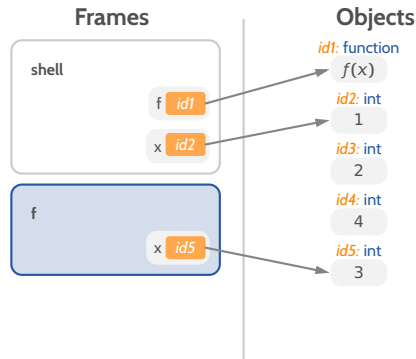 Frames
shell
f id1
x id2
f
x id5
Objects
id1: function
f(x)
id2: int
1
id3: int
2
id4: int
4
id5: int
3